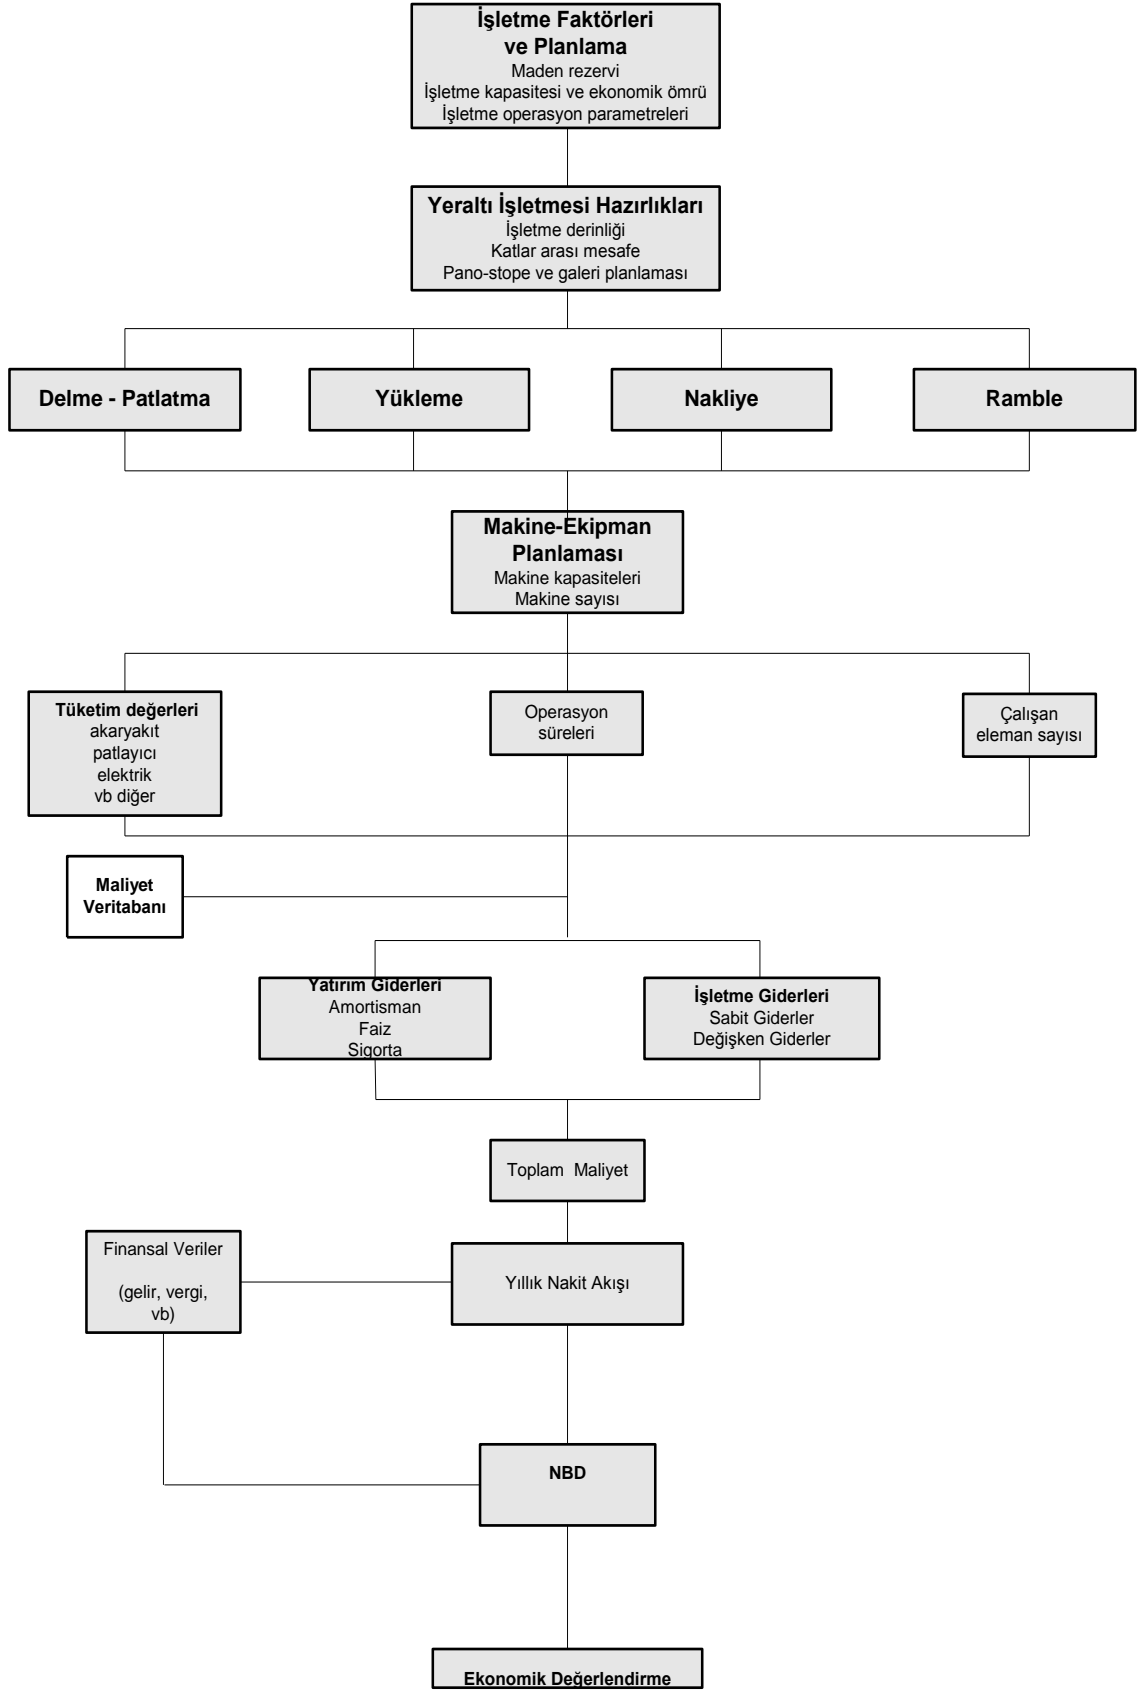 İşletme Faktörleri
ve Planlama
Maden rezervi
İşletme kapasitesi ve ekonomik ömrü
İşletme operasyon parametreleri
Yeraltı İşletmesi Hazırlıkları
İşletme derinliği
Katlar arası mesafe
Pano-stope ve galeri planlaması
Delme - Patlatma
Yükleme
Nakliye
Ramble
Makine-Ekipman
Planlaması
Makine kapasiteleri
Makine sayısı
Tüketim değerleri
akaryakıt
patlayıcı
elektrik
vb diğer
Operasyon
süreleri
Çalışan
eleman sayısı
Maliyet
Veritabanı
Yatırım Giderleri
Amortisman
Faiz
Sigorta
İşletme Giderleri
Sabit Giderler
Değişken Giderler
Toplam Maliyet
Finansal Veriler
(gelir, vergi,
vb)
Yıllık Nakit Akışı
NBD
Ekonomik Değerlendirme